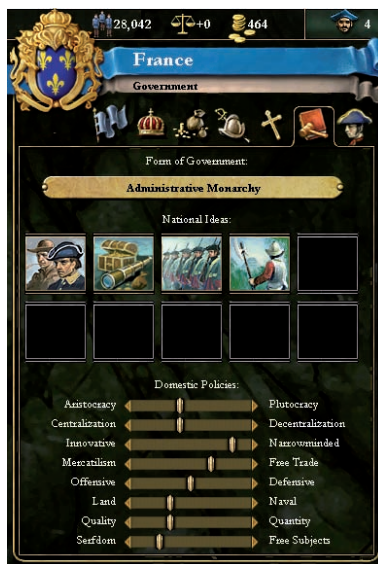 28,042 +0 464 4
France
Government
Form of Government:
Administrative Monarchy
National Ideas:
Domestic Policies:
Aristocracy Plutocracy
Centralization Decentralization
Innovative Narrowminded
Mercatilism Free Trade
Offensive Defensive
Land Naval
Quality Quantity
Serfdom Free Subjects